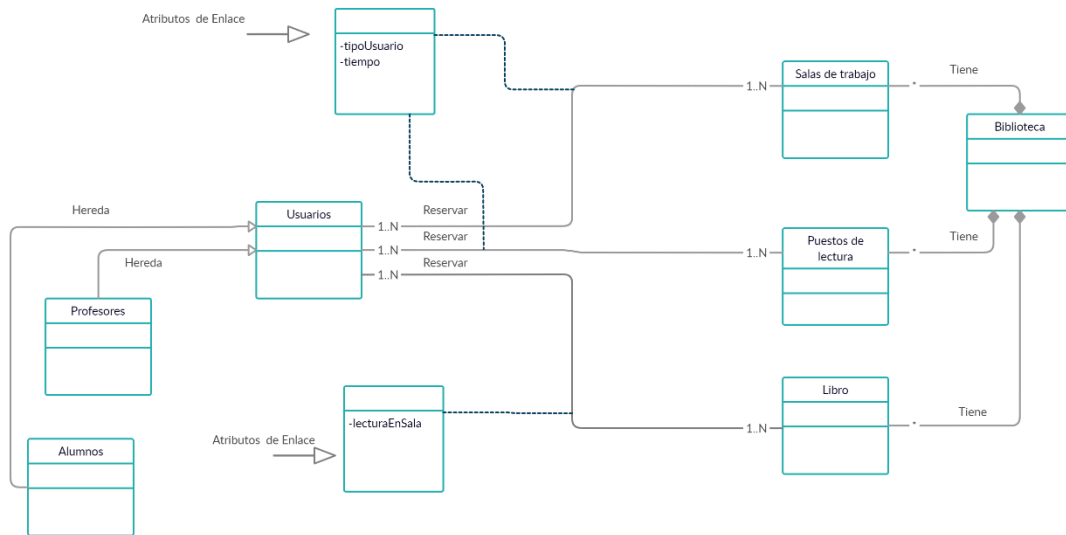 Atributos de Enlace
-tipoUsuario
-tiempo
Salas de trabajo
1..N
*
Tiene
Biblioteca
Hereda
Usuarios
1..N
Reservar
1..N
Reservar
1..N
Reservar
Hereda
1..N
Puestos de
lectura
*
Tiene
Profesores
Alumnos
Atributos de Enlace
-lecturaEnSala
1..N
Libro
*
Tiene